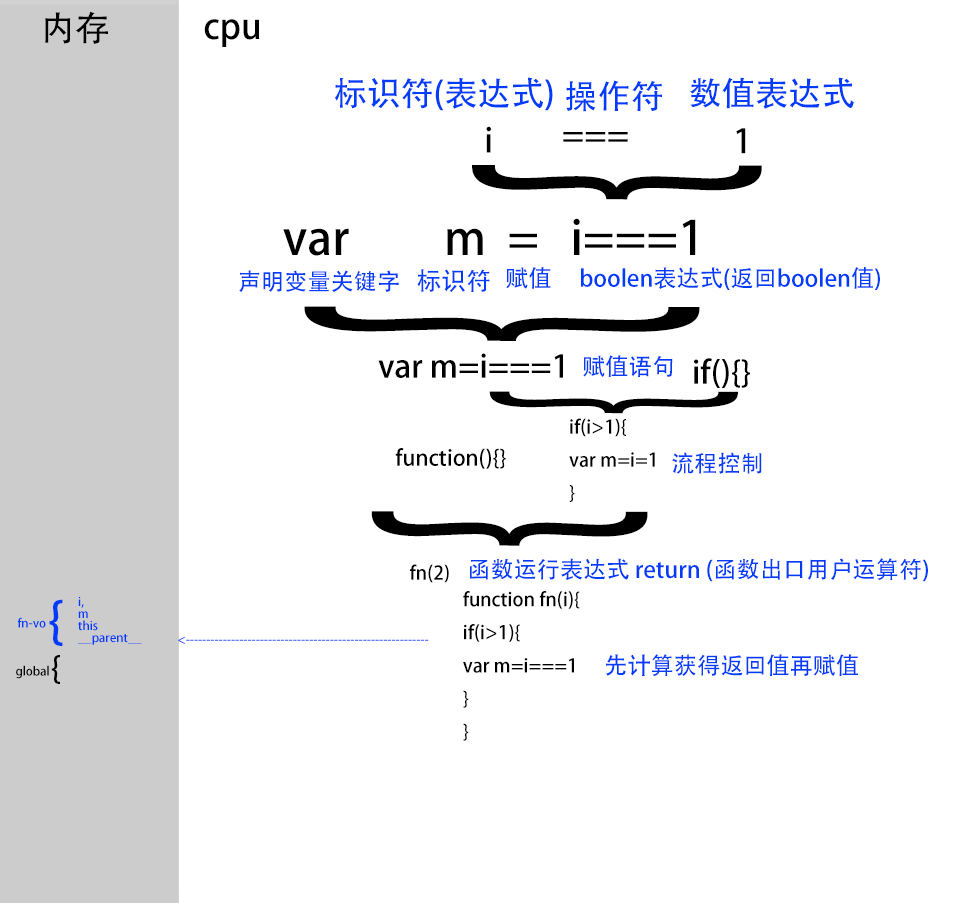 内存
cpu
标识符(表达式) 操作符 数值表达式
i === 1
var m = i===1
声明变量关键字 标识符 赋值 boolen表达式(返回boolen值)
var m=i===1 赋值语句 if(){}
if(i>1){
function(){} var m=i=1 流程控制
}
fn(2) 函数运行表达式 return (函数出口用户运算符)
function fn(i){
if(i>1){
var m=i===1 先计算获得返回值再赋值
}
}
i,
m
fn-vo{ this
__parent__
<
global{